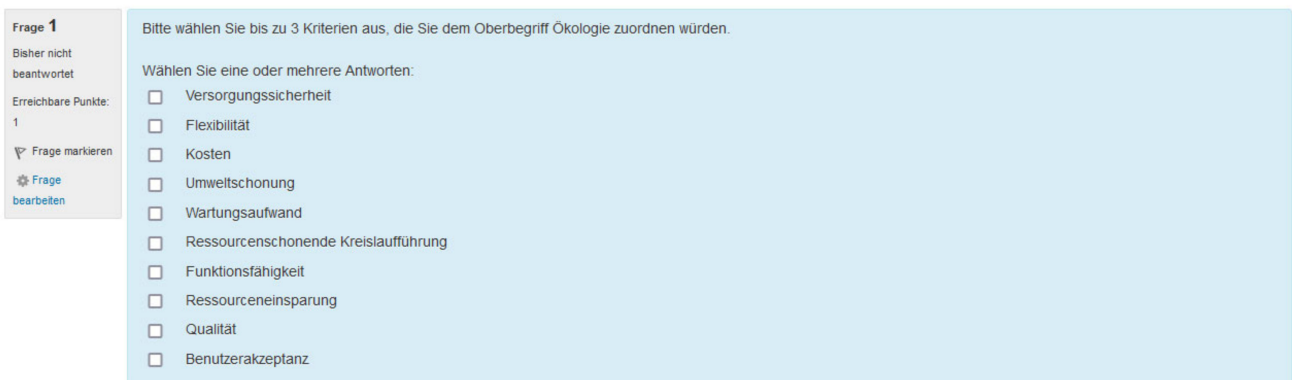 Frage 1
Bisher nicht
beantwortet
Erreichbare Punkte:
1
Frage markieren
Frage
bearbeiten
Bitte wählen Sie bis zu 3 Kriterien aus, die Sie dem Oberbegriff Ökologie zuordnen würden.
Wählen Sie eine oder mehrere Antworten:
Versorgungssicherheit
Flexibilität
Kosten
Umweltschonung
Wartungsaufwand
Ressourcenschonende Kreislaufführung
Funktionsfähigkeit
Ressourceneinsparung
Qualität
Benutzerakzeptanz